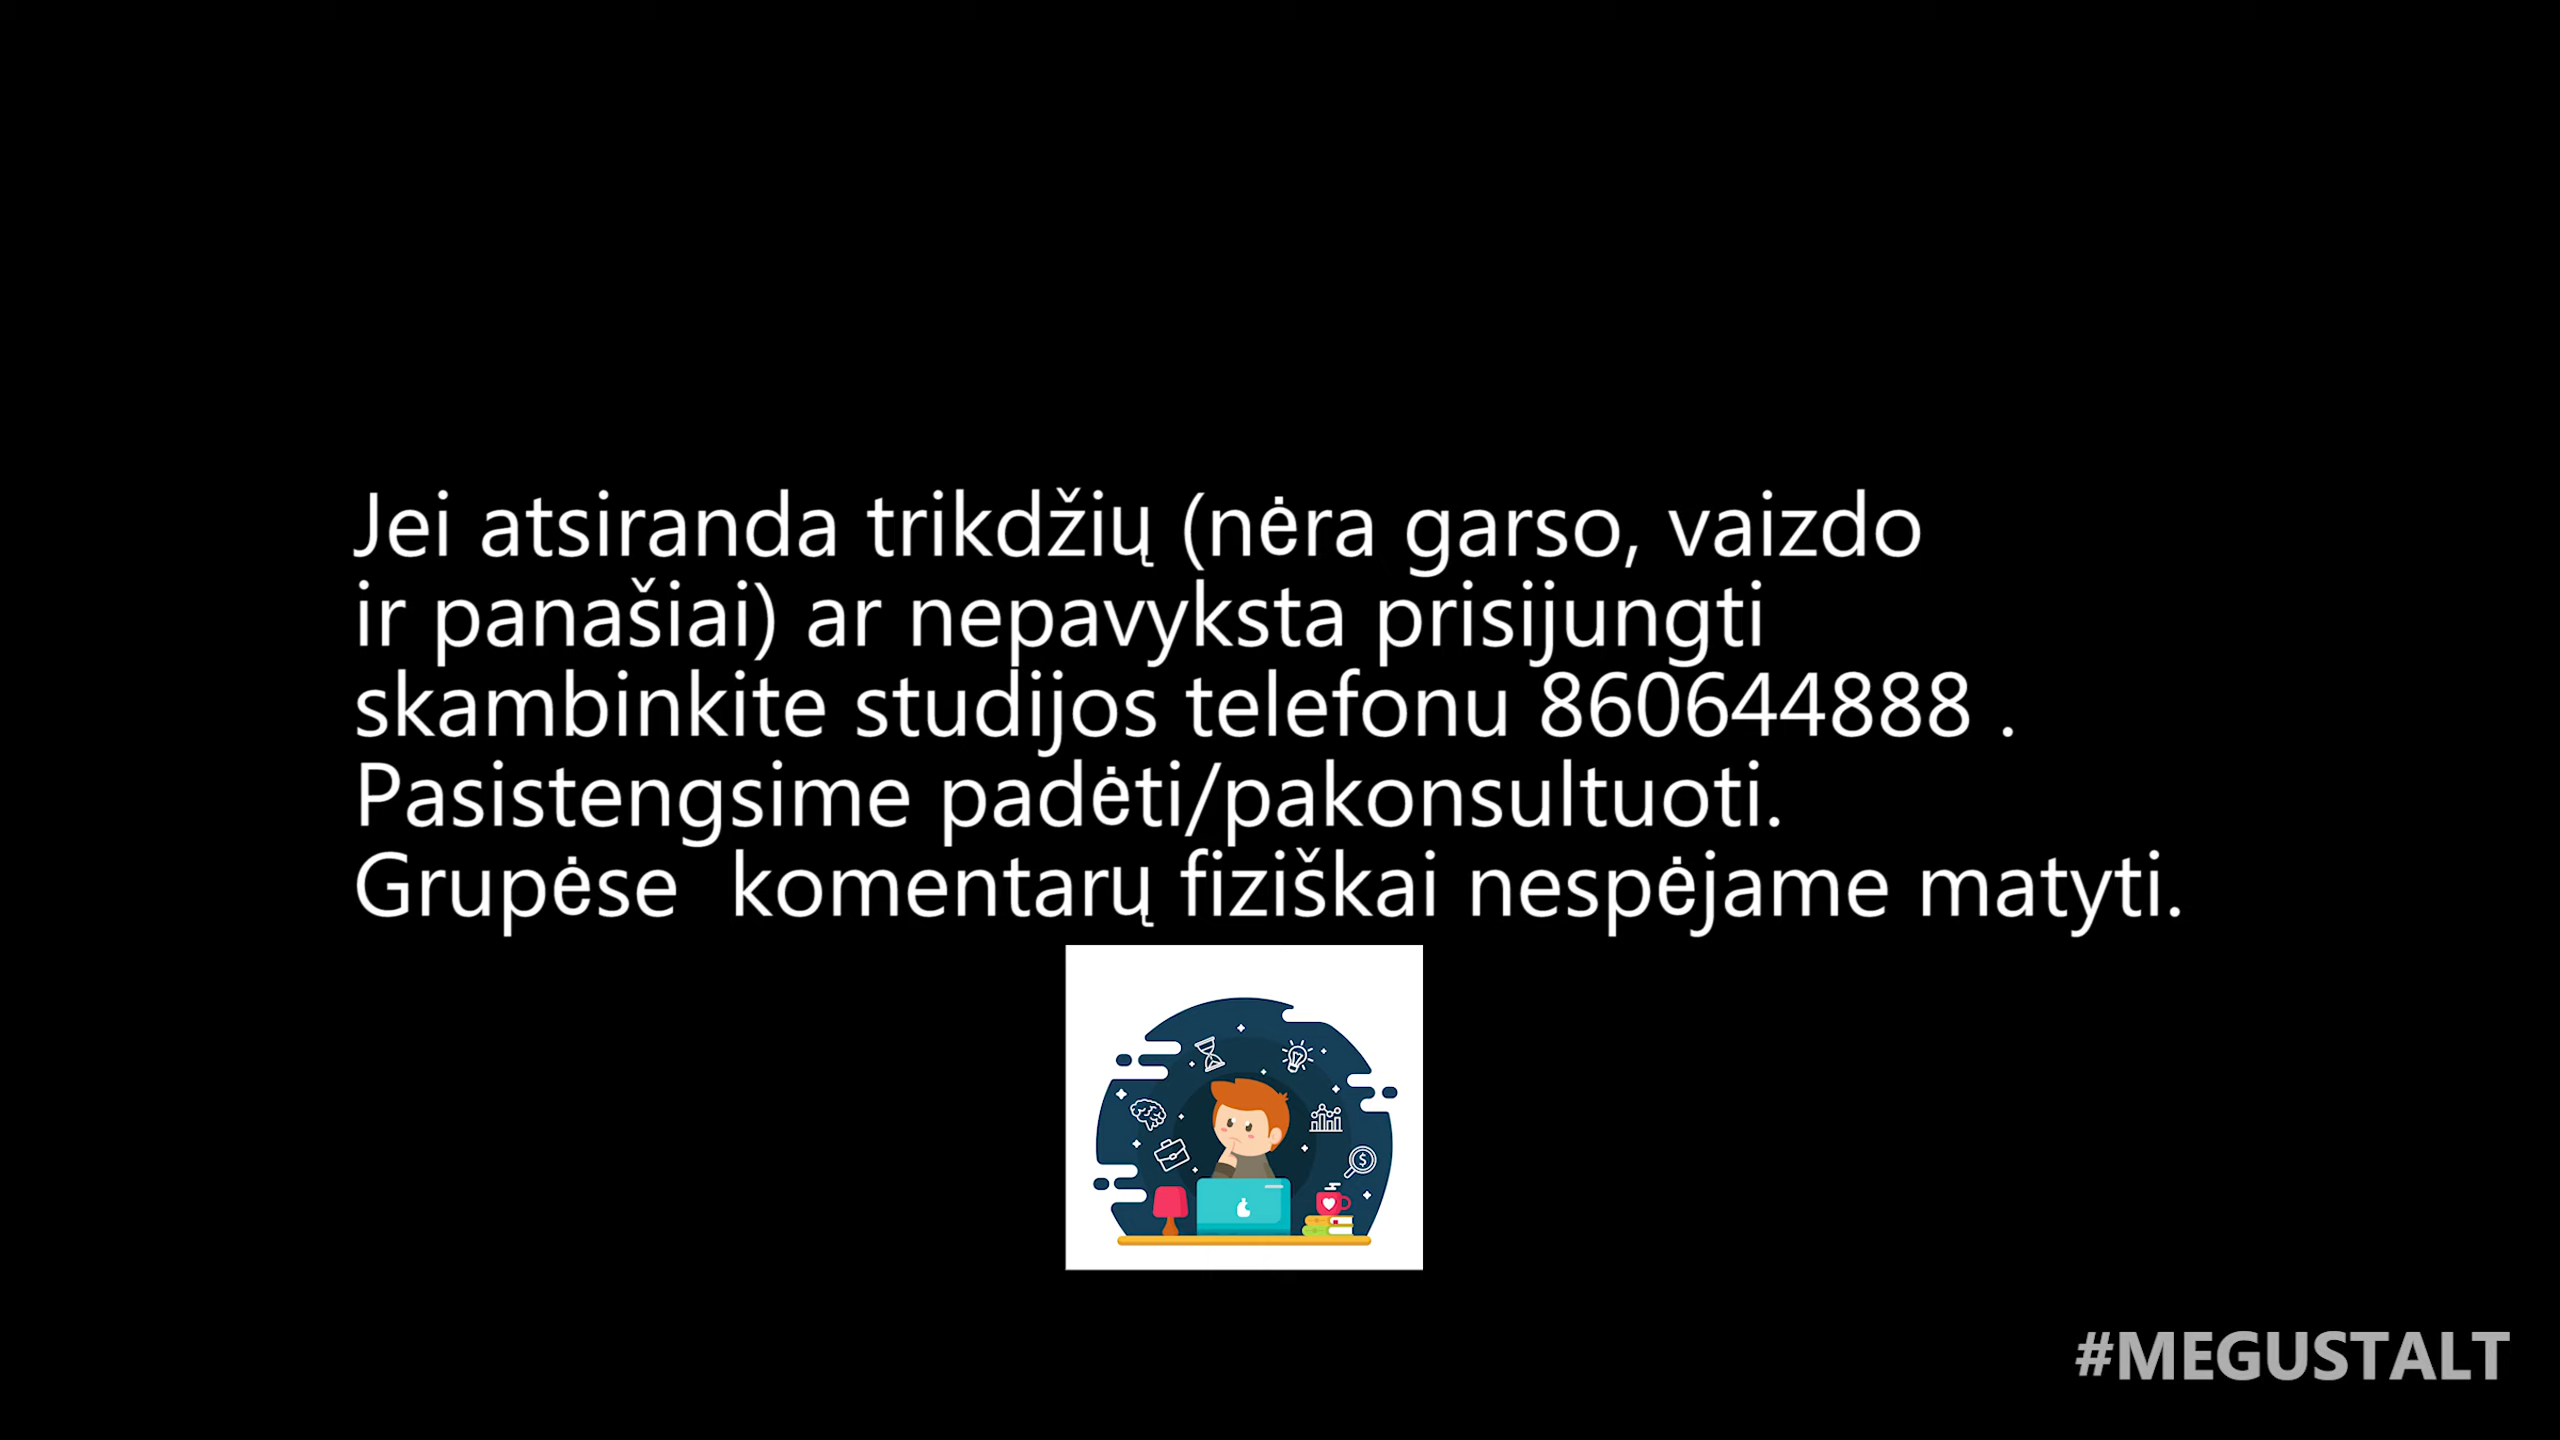 Jei atsiranda trikdžių (nėra garso, vaizdo
ir panašiai) ar nepavyksta prisijungti
skambinkite studijos telefonu 860644888 .
Pasistengsime padėti/pakonsultuoti.
Grupėse  komentarų fiziškai nespėjame matyti.
#MEGUSTALT